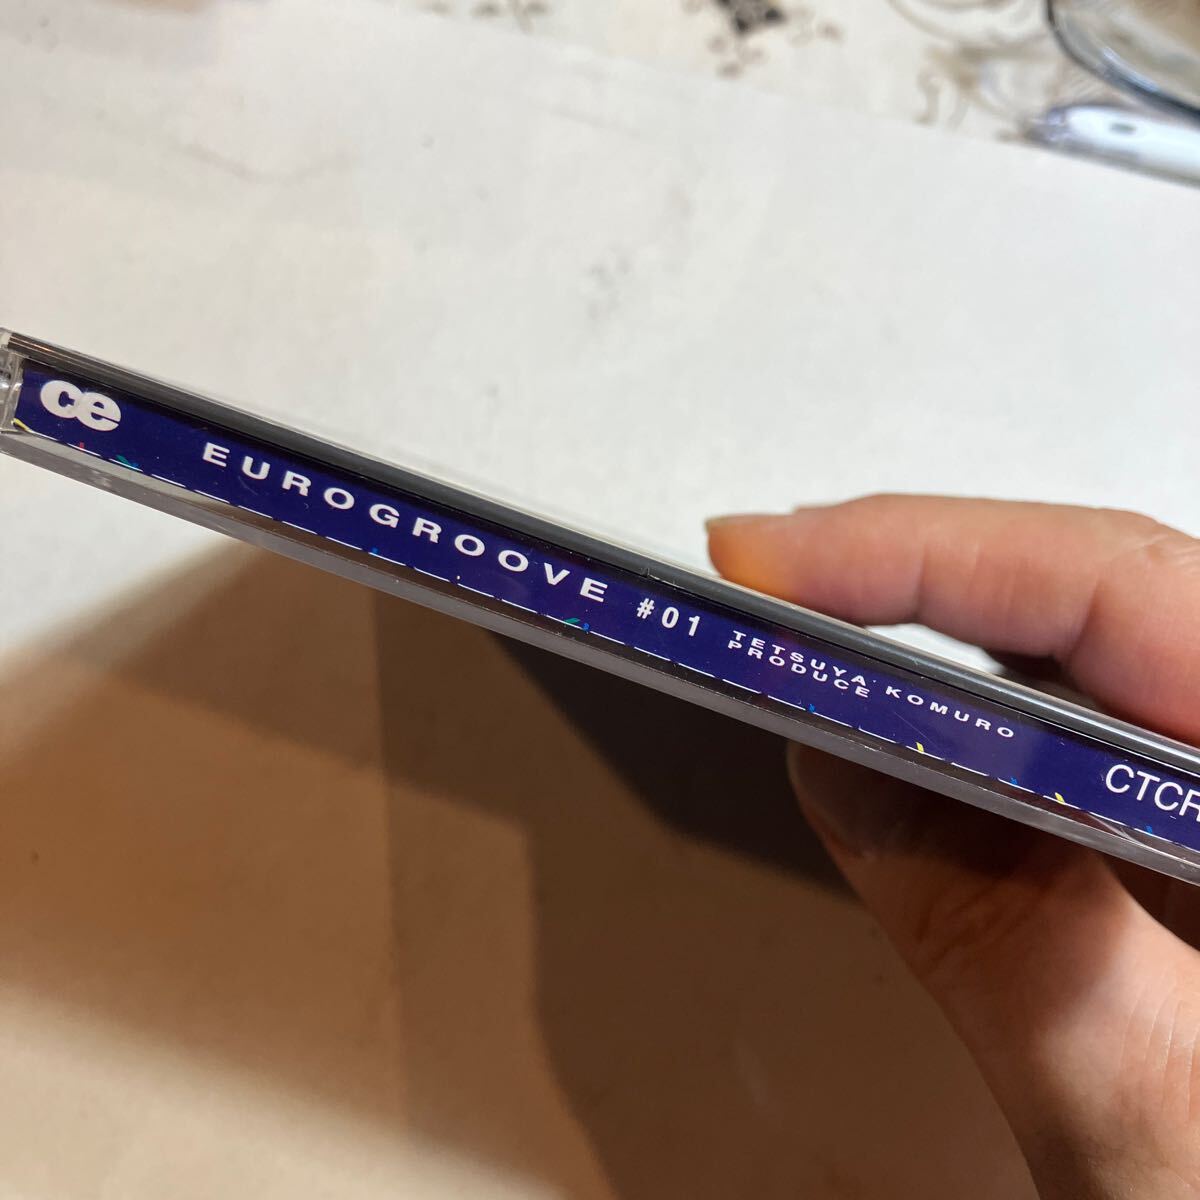 ce
EUROGROOVE #01
TETSUYA KOMURO
PRODUCE
CTCR